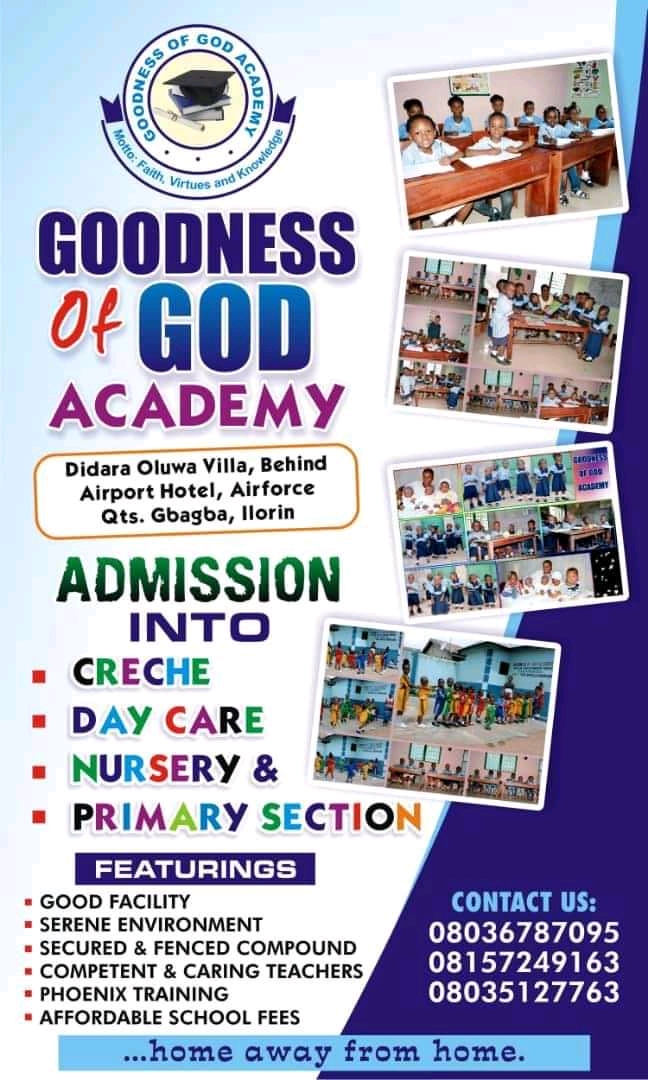 GOODNESS OF GOD ACADEMY
Motto: Faith, Virtues and Knowledge
GOODNESS
Of GOD
ACADEMY
Didara Oluwa Villa, Behind
Airport Hotel, Airforce
Qts. Gbagba, Ilorin
ADMISSION
INTO
CRECHE
DAY CARE
NURSERY &
PRIMARY SECTION
GOODNESS
OF GOD
ACADEMY
FEATURINGS
GOOD FACILITY
SERENE ENVIRONMENT
SECURED & FENCED COMPOUND
COMPETENT & CARING TEACHERS
PHOENIX TRAINING
AFFORDABLE SCHOOL FEES
CONTACT US:
08036787095
08157249163
08035127763
...home away from home.